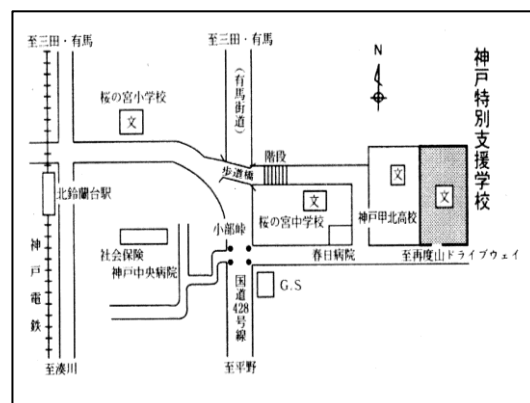 至三田・有馬
至三田・有馬
(有馬街道)
N
神戸特別支援学校
桜の宮小学校
文
階段
歩道橋
文
文
文
北鈴蘭台駅
桜の宮中学校
神戸甲北高校
小部峠
社会保険
神戸中央病院
春日病院
至再度山ドライブウェイ
神戸電鉄
国道428号線
G.S
至湊川
至平野